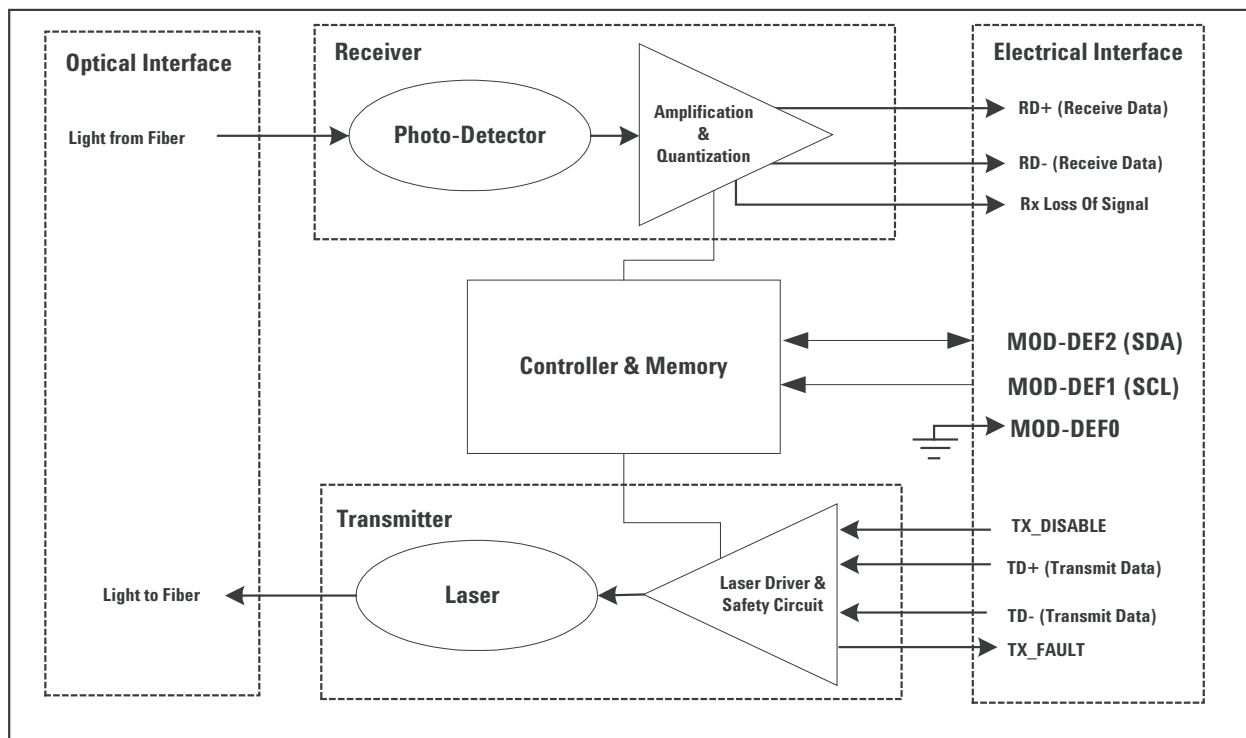 Optical Interface
Light from Fiber
Light to Fiber
Receiver
Photo-Detector
Amplification
&
Quantization
Controller & Memory
Transmitter
Laser
Laser Driver &
Safety Circuit
Electrical Interface
RD+ (Receive Data)
RD- (Receive Data)
Rx Loss Of Signal
MOD-DEF2 (SDA)
MOD-DEF1 (SCL)
MOD-DEF0
TX_DISABLE
TD+ (Transmit Data)
TD- (Transmit Data)
TX_FAULT